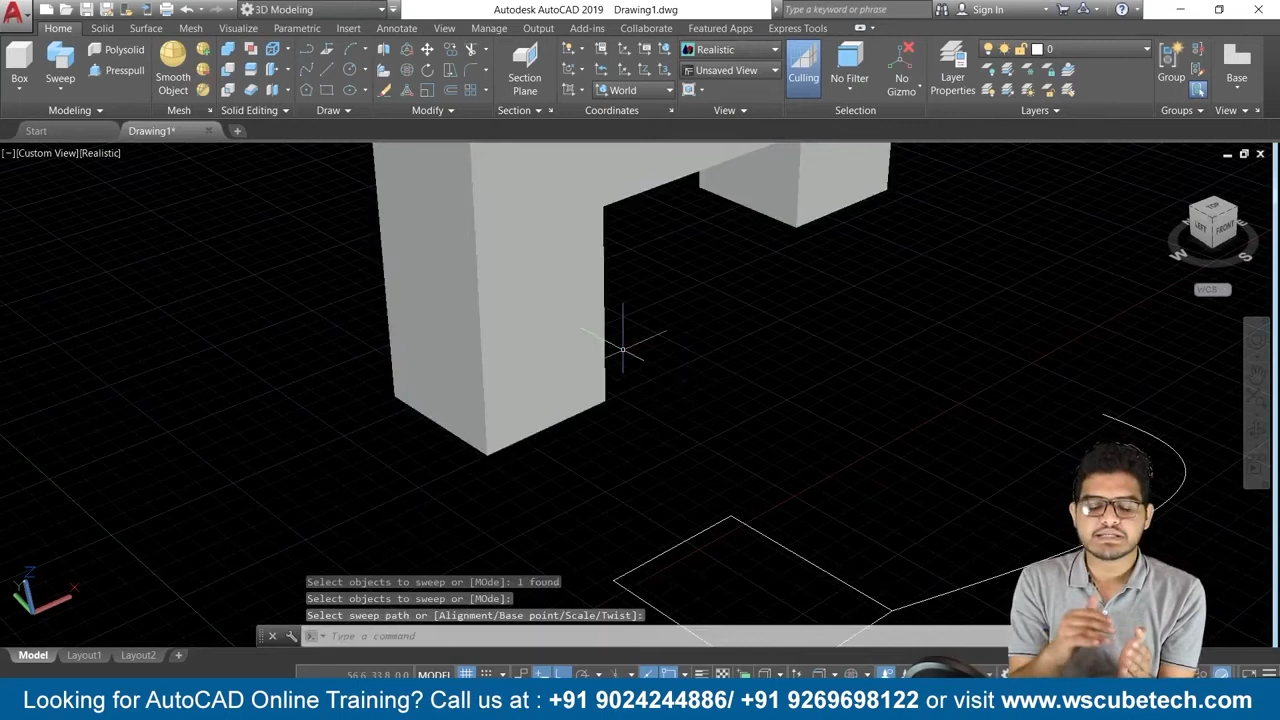 Autodesk AutoCAD 2019 Drawing1.dwg
3D Modeling
Type a keyword or phrase
Sign In
Home Solid Surface Mesh Visualize Parametric Insert Annotate View Manage Output Add-ins Collaborate Featured Apps Express Tools
Box
Sweep
Polysolid
Presspull
Smooth Object
Section Plane
World
Realistic
Unsaved View
Culling
No Filter
No Gizmo
Layer Properties
0
Group
Base
Modeling
Mesh
Solid Editing
Draw
Modify
Section
Coordinates
View
Selection
Layers
Groups
View
Start
Drawing1*
[−][Custom View][Realistic]
TOP
LEFT
FRONT
W
S
E
WCS
Z
X
Select objects to sweep or [MOde]: 1 found
Select objects to sweep or [MOde]:
Select sweep path or [Alignment/Base point/Scale/Twist]:
Type a command
Model Layout1 Layout2
MODEL
Looking for AutoCAD Online Training? Call us at : +91 9024244886/ +91 9269698122 or visit www.wscubetech.com